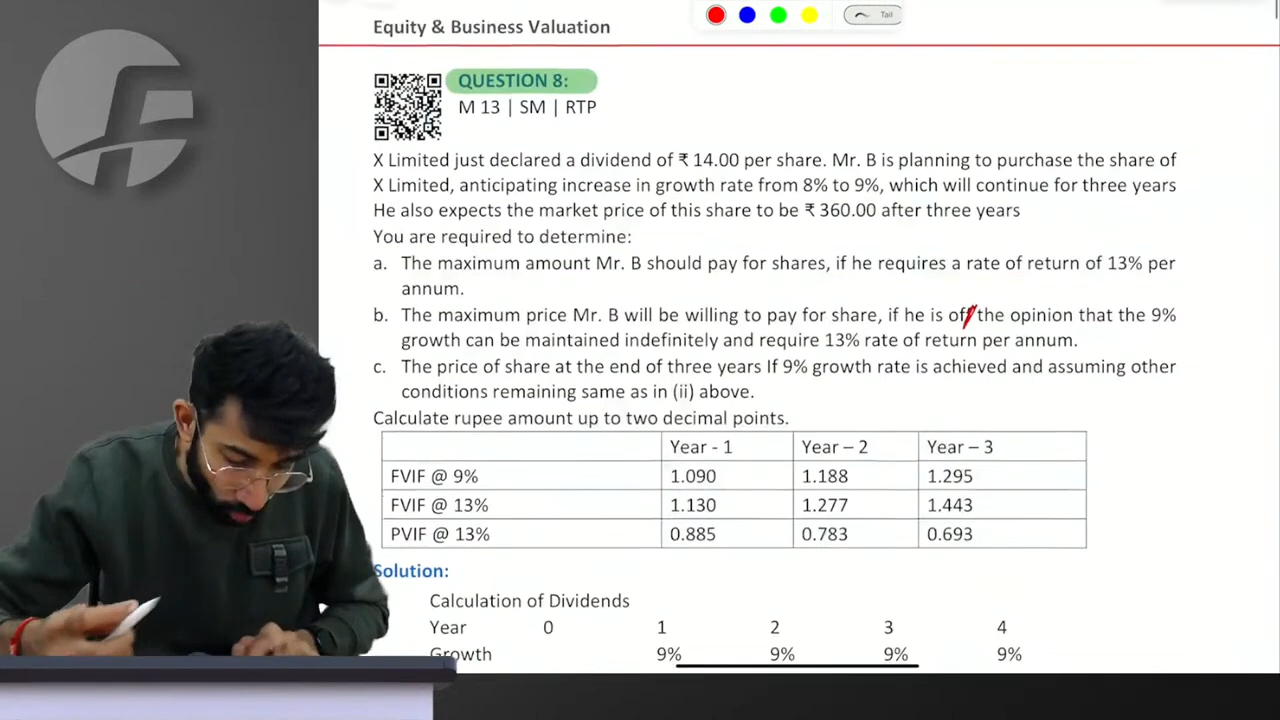 Tail
Equity & Business Valuation
QUESTION 8:
M 13 | SM | RTP
X Limited just declared a dividend of ₹ 14.00 per share. Mr. B is planning to purchase the share of
X Limited, anticipating increase in growth rate from 8% to 9%, which will continue for three years
He also expects the market price of this share to be ₹ 360.00 after three years
You are required to determine:
a. The maximum amount Mr. B should pay for shares, if he requires a rate of return of 13% per
annum.
b. The maximum price Mr. B will be willing to pay for share, if he is off the opinion that the 9%
growth can be maintained indefinitely and require 13% rate of return per annum.
c. The price of share at the end of three years If 9% growth rate is achieved and assuming other
conditions remaining same as in (ii) above.
Calculate rupee amount up to two decimal points.
Year - 1 Year – 2 Year – 3
FVIF @ 9% 1.090 1.188 1.295
FVIF @ 13% 1.130 1.277 1.443
PVIF @ 13% 0.885 0.783 0.693
Solution:
Calculation of Dividends
Year 0 1 2 3 4
Growth 9% 9% 9% 9%